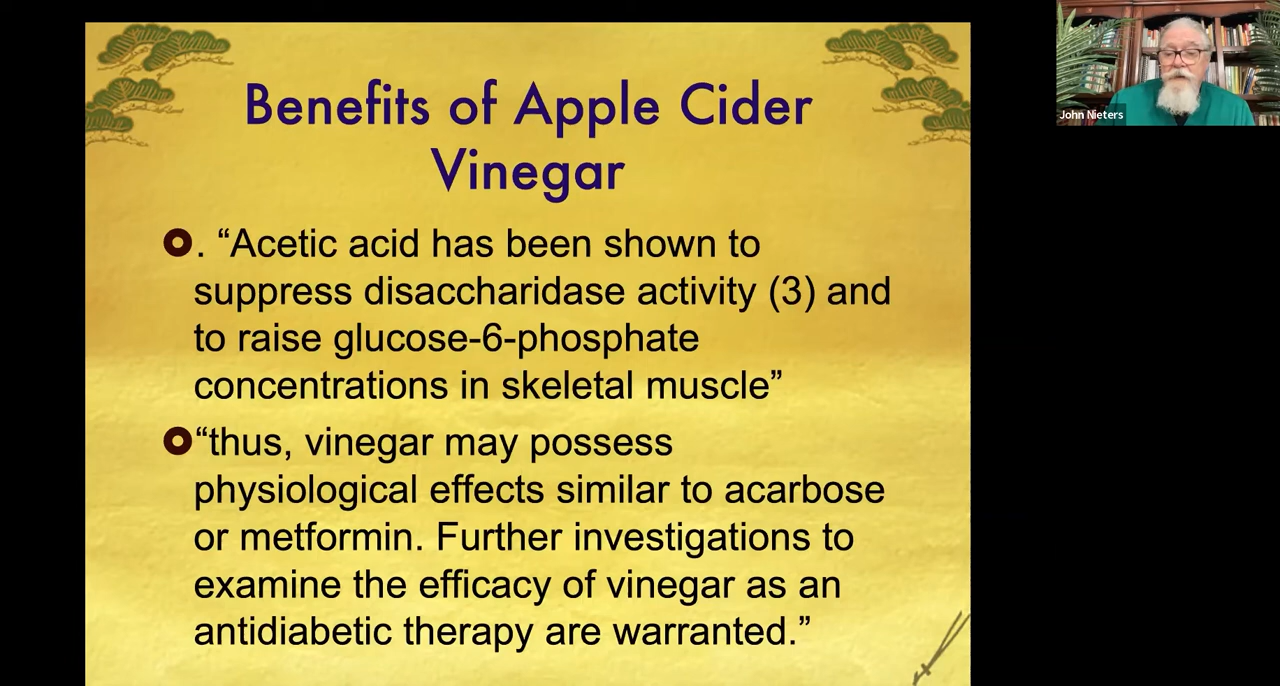 Benefits of Apple Cider
Vinegar
. “Acetic acid has been shown to
suppress disaccharidase activity (3) and
to raise glucose-6-phosphate
concentrations in skeletal muscle”
“thus, vinegar may possess
physiological effects similar to acarbose
or metformin. Further investigations to
examine the efficacy of vinegar as an
antidiabetic therapy are warranted.”
John Nieters